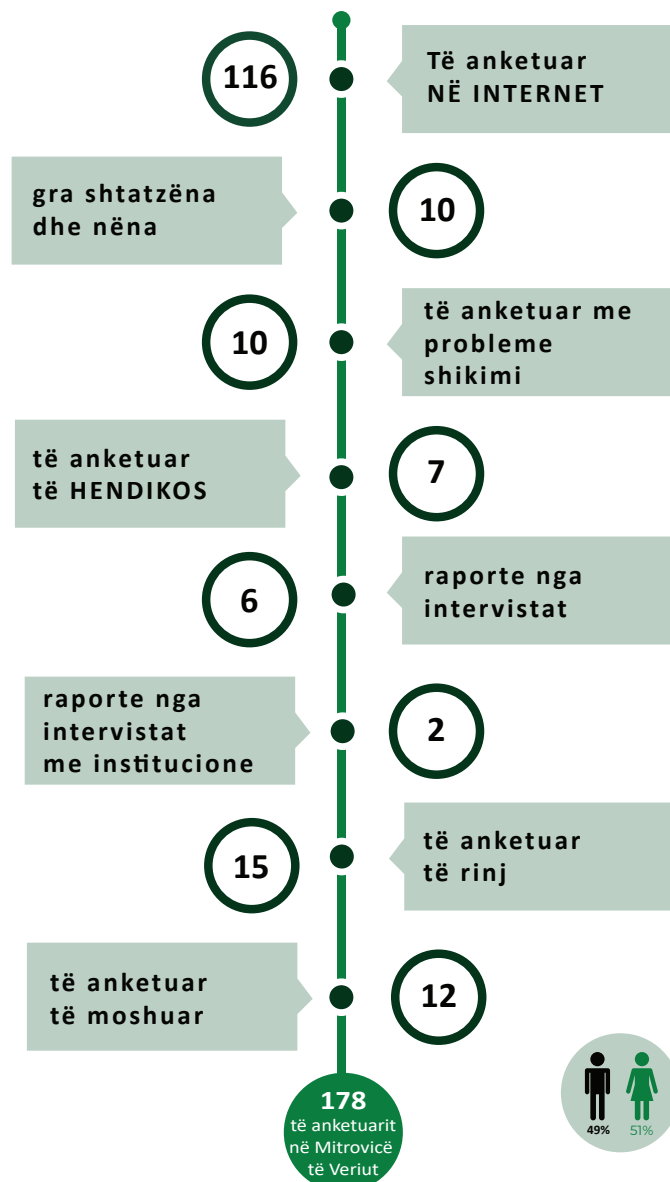 116
Të anketuar
NË INTERNET
gra shtatzëna
dhe nëna
10
10
të anketuar me
probleme
shikimi
të anketuar
të HENDIKOS
7
6
raporte nga
intervistat
raporte nga
intervistat
me institucione
2
15
të anketuar
të rinj
të anketuar
të moshuar
12
178
të anketuarit
në Mitrovicë
të Veriut
49%
51%